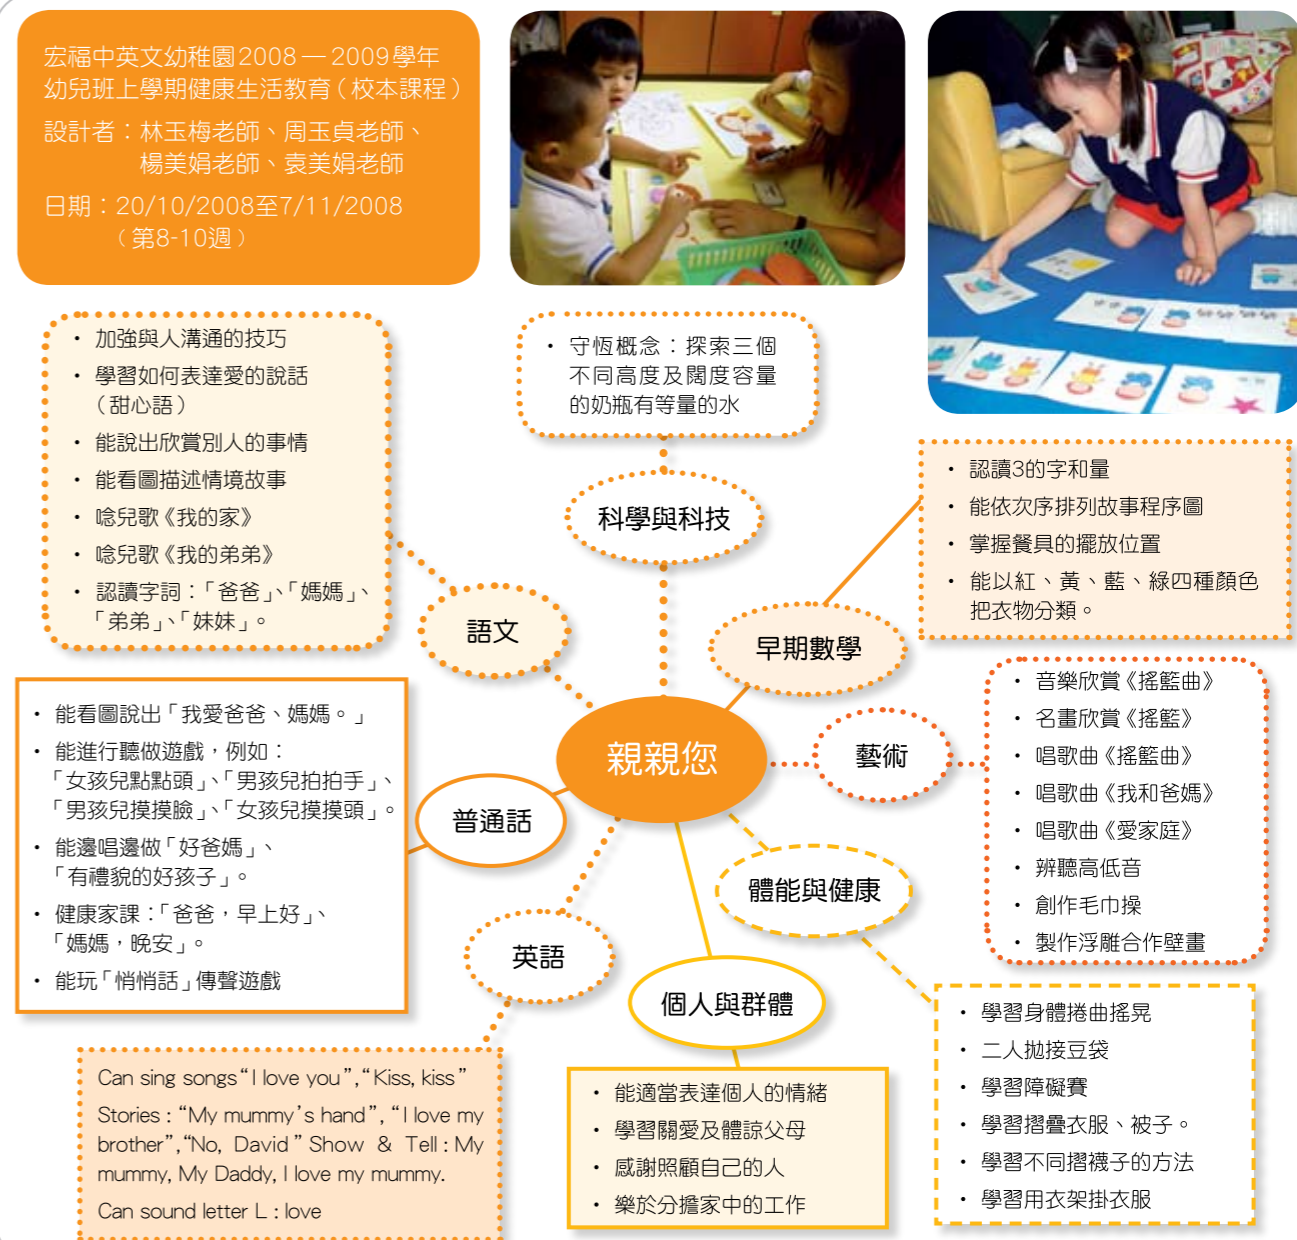 宏福中英文幼稚園2008 — 2009學年
幼兒班上學期健康生活教育（校本課程）
設計者：林玉梅老師、周玉貞老師、
楊美娟老師、袁美娟老師
日期：20/10/2008至7/11/2008
（第8-10週）
• 加強與人溝通的技巧
• 學習如何表達愛的說話
（甜心語）
• 能說出欣賞別人的事情
• 能看圖描述情境故事
• 唸兒歌《我的家》
• 唸兒歌《我的弟弟》
• 認讀字詞：「爸爸」、「媽媽」、
「弟弟」、「妹妹」。
語文
• 守恆概念：探索三個
不同高度及闊度容量
的奶瓶有等量的水
科學與科技
• 認讀3的字和量
• 能依次序排列故事程序圖
• 掌握餐具的擺放位置
• 能以紅、黃、藍、綠四種顏色
把衣物分類。
早期數學
親親您
• 能看圖說出「我愛爸爸、媽媽。」
• 能進行聽做遊戲，例如：
「女孩兒點點頭」、「男孩兒拍拍手」、
「男孩兒摸摸臉」、「女孩兒摸摸頭」。
• 能邊唱邊做「好爸媽」、
「有禮貌的好孩子」。
• 健康家課：「爸爸，早上好」、
「媽媽，晚安」。
• 能玩「悄悄話」傳聲遊戲
普通話
藝術
• 音樂欣賞《搖籃曲》
• 名畫欣賞《搖籃》
• 唱歌曲《搖籃曲》
• 唱歌曲《我和爸媽》
• 唱歌曲《愛家庭》
• 辨聽高低音
• 創作毛巾操
• 製作浮雕合作壁畫
英語
Can sing songs“I love you”,“Kiss, kiss”
Stories : “My mummy’s hand”, “I love my
brother”,“No, David” Show & Tell : My
mummy, My Daddy, I love my mummy.
Can sound letter L : love
個人與群體
• 能適當表達個人的情緒
• 學習關愛及體諒父母
• 感謝照顧自己的人
• 樂於分擔家中的工作
體能與健康
• 學習身體捲曲搖晃
• 二人拋接豆袋
• 學習障礙賽
• 學習摺疊衣服、被子。
• 學習不同摺襪子的方法
• 學習用衣架掛衣服